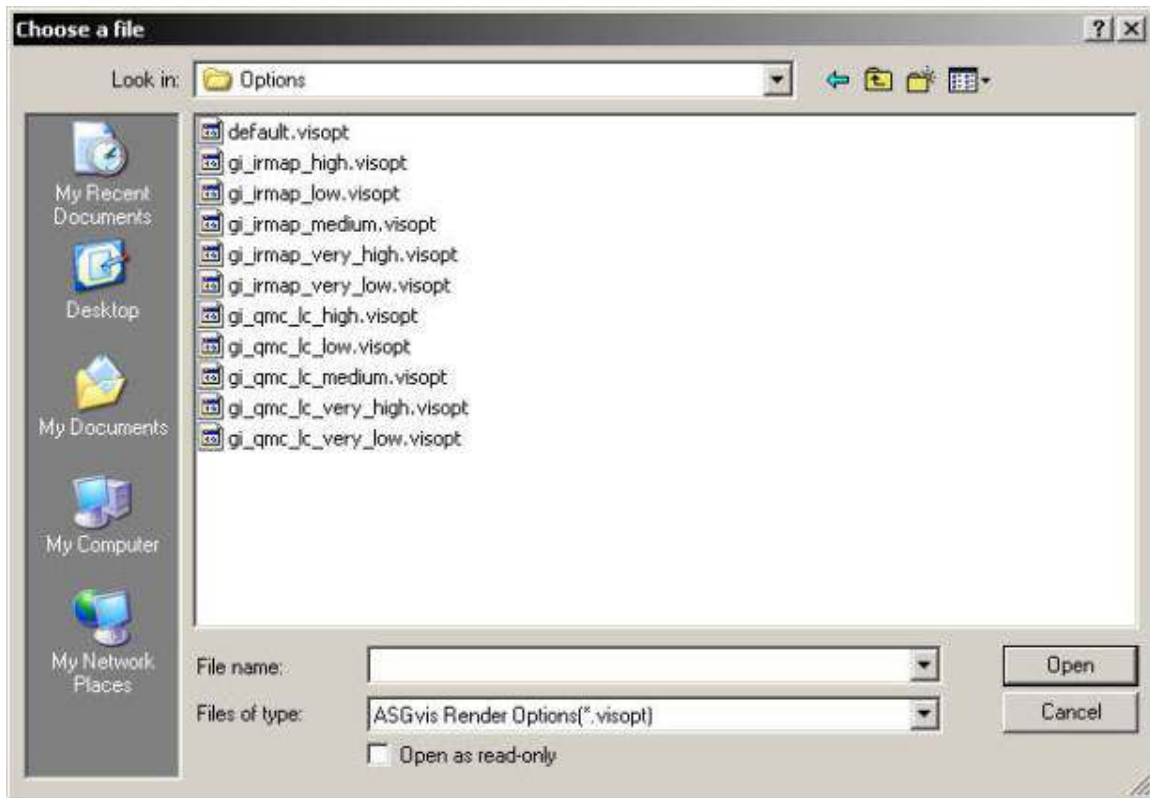 Choose a file
Look in: Options
My Recent Documents
Desktop
My Documents
My Computer
My Network Places
default.visopt
gi_irmap_high.visopt
gi_irmap_low.visopt
gi_irmap_medium.visopt
gi_irmap_very_high.visopt
gi_irmap_very_low.visopt
gi_qmc_lc_high.visopt
gi_qmc_lc_low.visopt
gi_qmc_lc_medium.visopt
gi_qmc_lc_very_high.visopt
gi_qmc_lc_very_low.visopt
File name: Open
Files of type: ASGvis Render Options(*.visopt) Cancel
Open as read-only